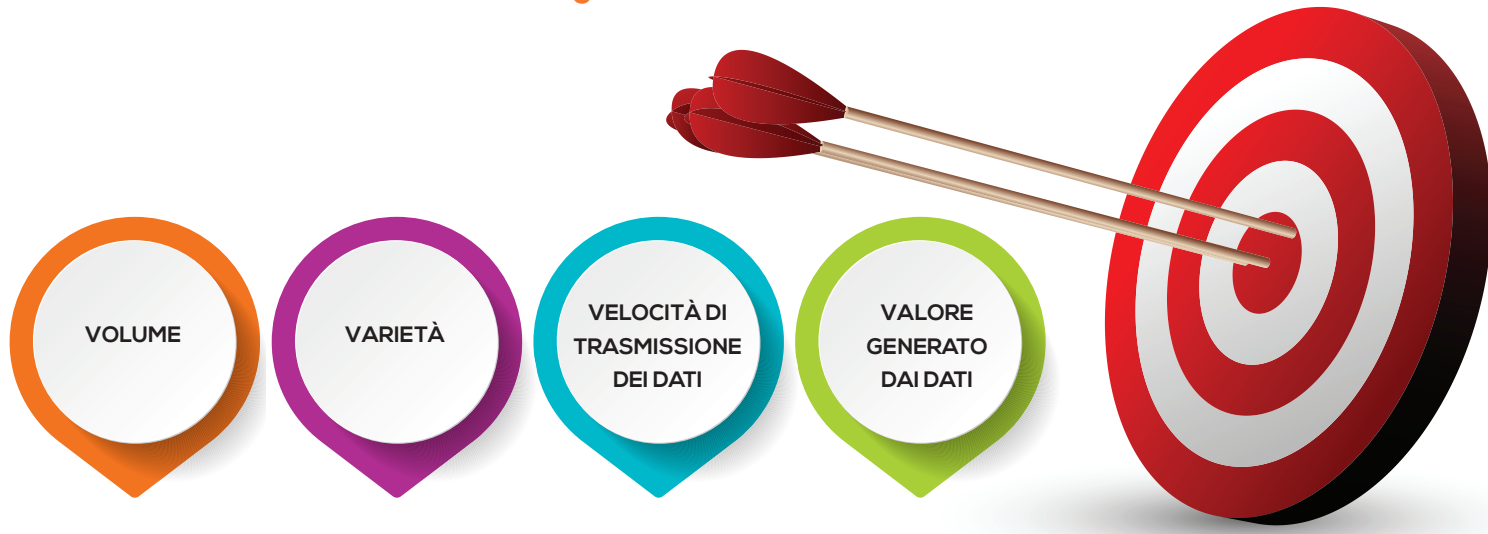 VOLUME
VARIETÀ
VELOCITÀ DI
TRASMISSIONE
DEI DATI
VALORE
GENERATO
DAI DATI